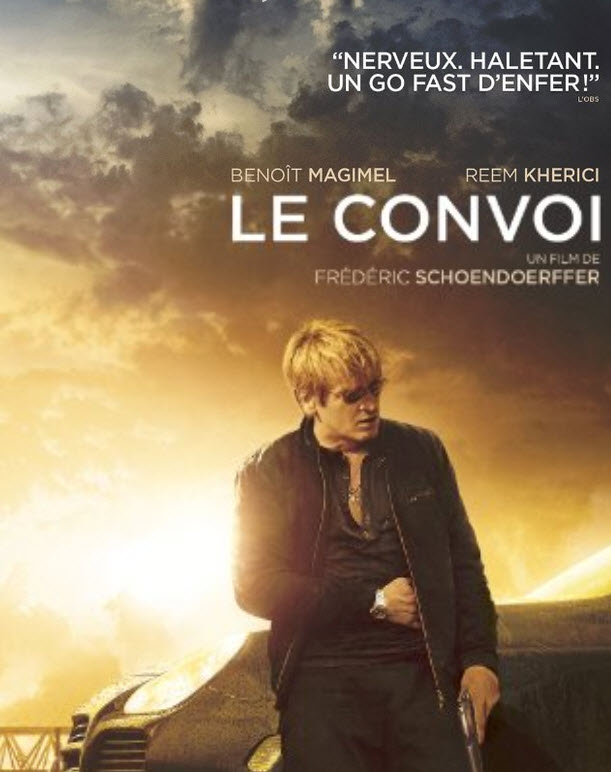 “NERVEUX. HALETANT.
UN GO FAST D’ENFER!”
L'OBS
BENOÎT MAGIMEL REEM KHERICI
LE CONVOI
UN FILM DE
FRÉDÉRIC SCHOENDOERFFER